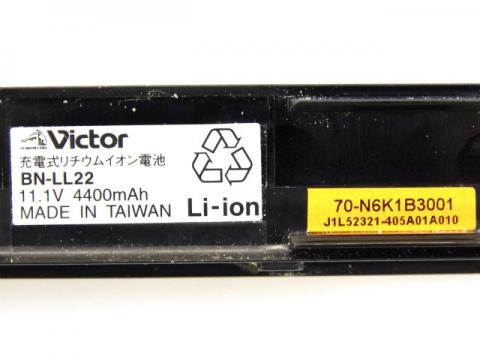 Victor
充電式リチウムイオン電池
BN-LL22
11.1V 4400mAh
MADE IN TAIWAN
Li-ion
70-N6K1B3001
J1L52321-405A01A010